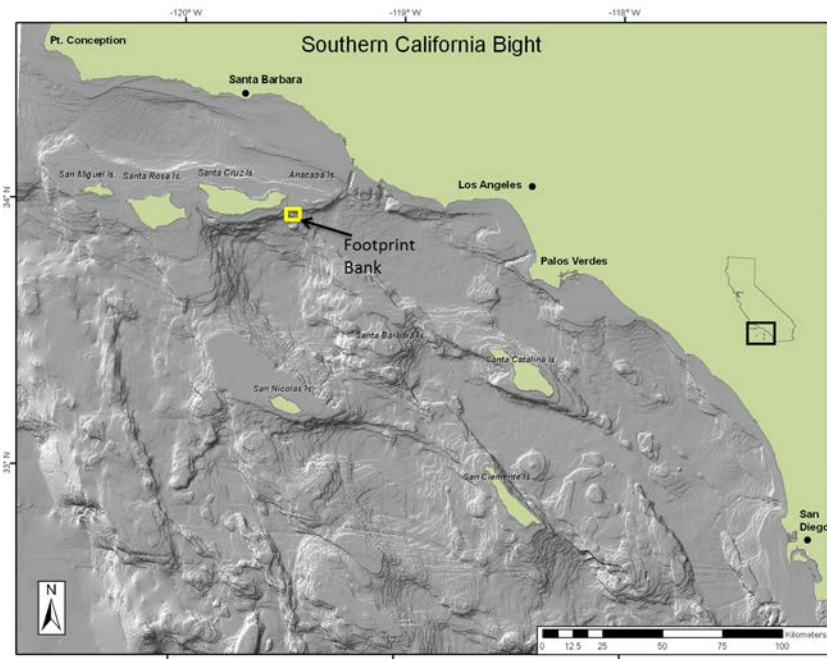 -120° W
-119° W
-118° W
Pt. Conception
Southern California Bight
Santa Barbara
San Miguel Is.
Santa Rosa Is.
Santa Cruz Is.
Anacapa Is.
34° N
Los Angeles
Footprint
Bank
Palos Verdes
Santa Barbara Is.
Santa Catalina Is.
San Nicolas Is.
33° N
San Clemente Is.
San
Diego
N
Kilometers
0 12.5 25 50 75 100